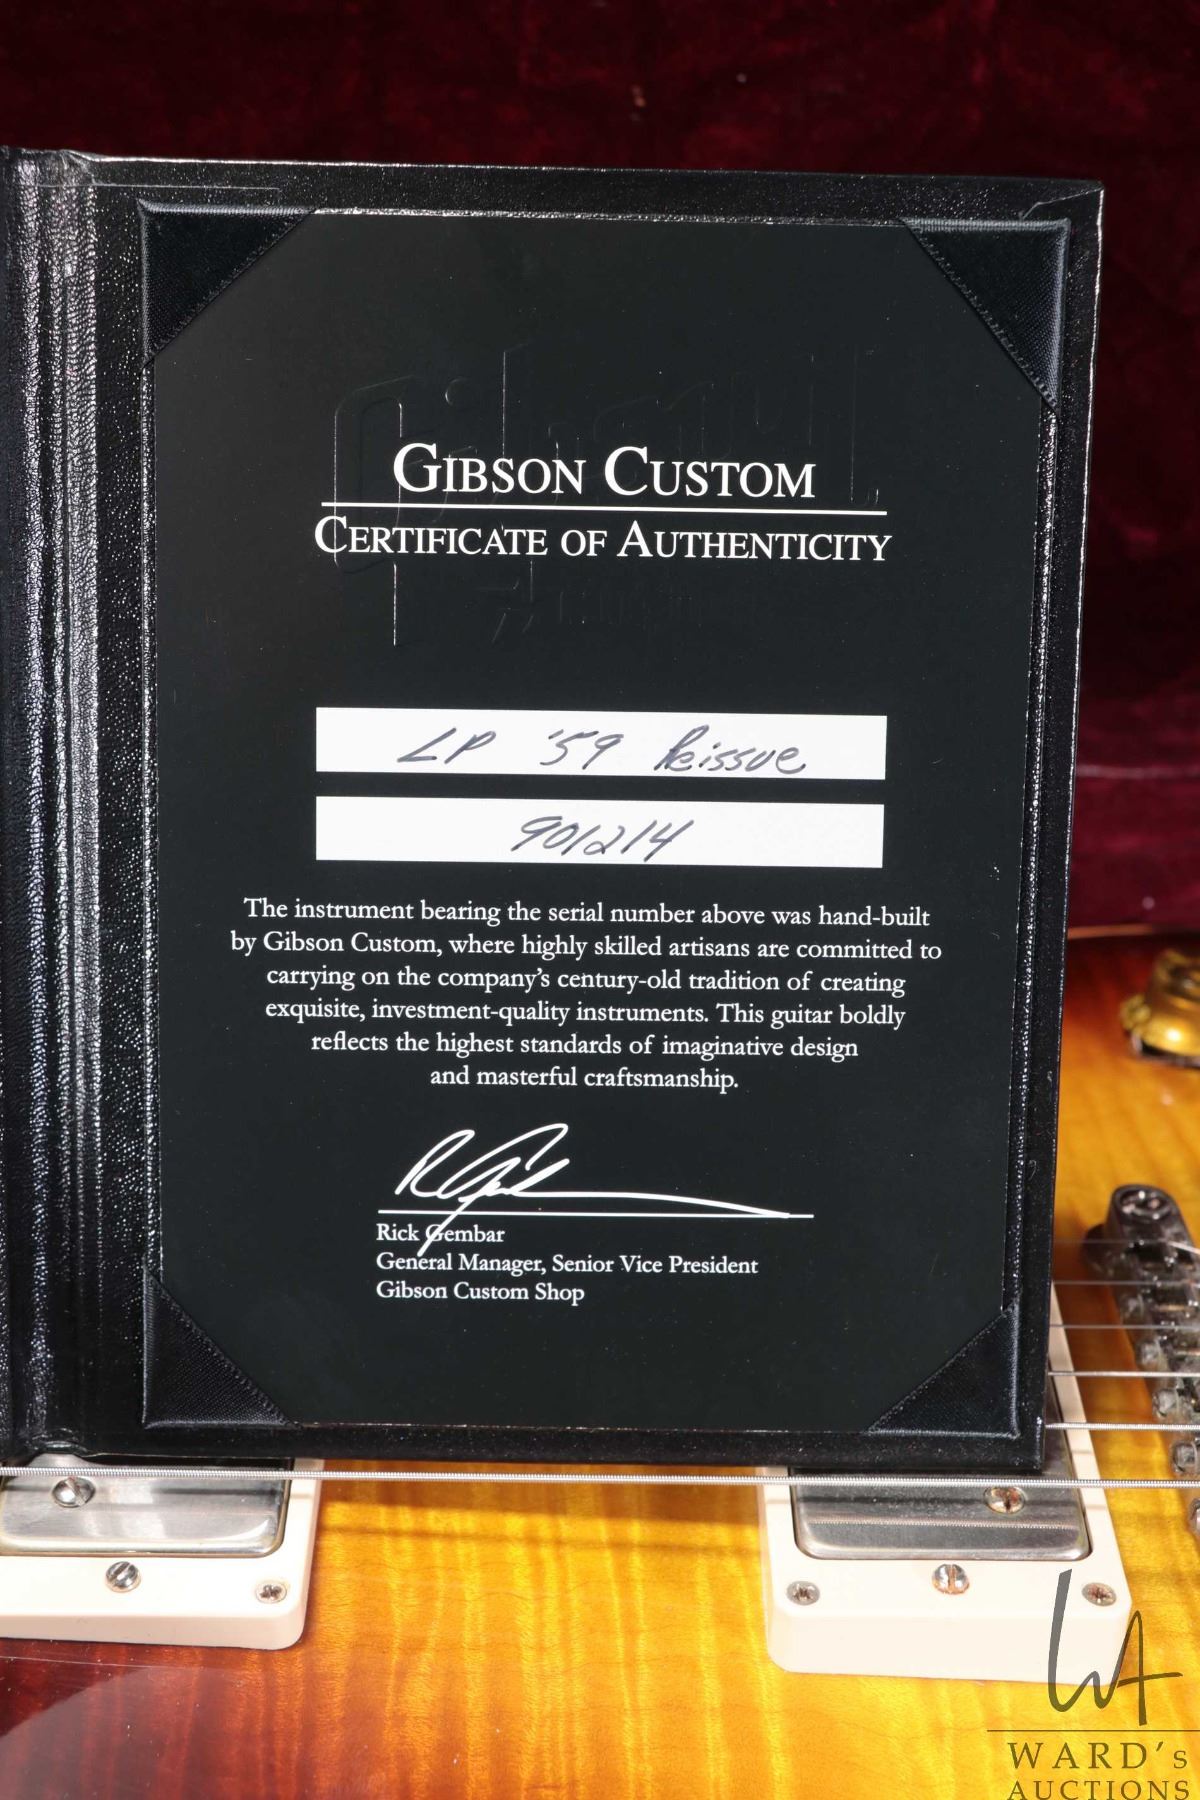 GIBSON CUSTOM
CERTIFICATE OF AUTHENTICITY
LP '59 Reissue
901214
The instrument bearing the serial number above was hand-built
by Gibson Custom, where highly skilled artisans are committed to
carrying on the company's century-old tradition of creating
exquisite, investment-quality instruments. This guitar boldly
reflects the highest standards of imaginative design
and masterful craftsmanship.
Rick Gembar
General Manager, Senior Vice President
Gibson Custom Shop
WA
WARD's
AUCTIONS